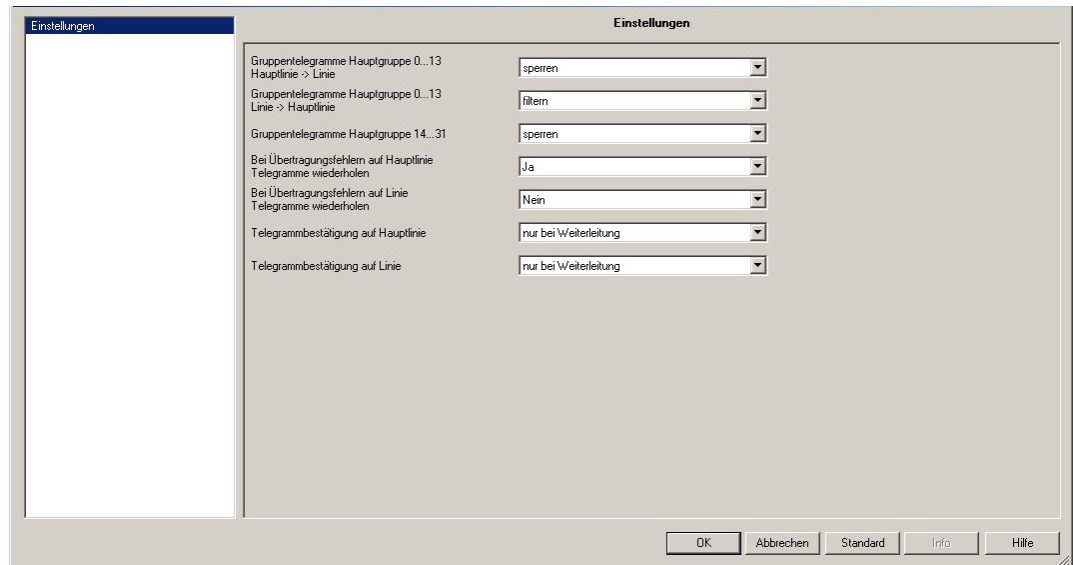 Einstellungen
Einstellungen
Gruppentelegramme Hauptgruppe 0...13
Hauptlinie -> Linie
sperren
Gruppentelegramme Hauptgruppe 0...13
Linie -> Hauptlinie
filtern
Gruppentelegramme Hauptgruppe 14...31
sperren
Bei Übertragungsfehlern auf Hauptlinie
Telegramme wiederholen
Ja
Bei Übertragungsfehlern auf Linie
Telegramme wiederholen
Nein
Telegrammbestätigung auf Hauptlinie
nur bei Weiterleitung
Telegrammbestätigung auf Linie
nur bei Weiterleitung
OK
Abbrechen
Standard
Info
Hilfe